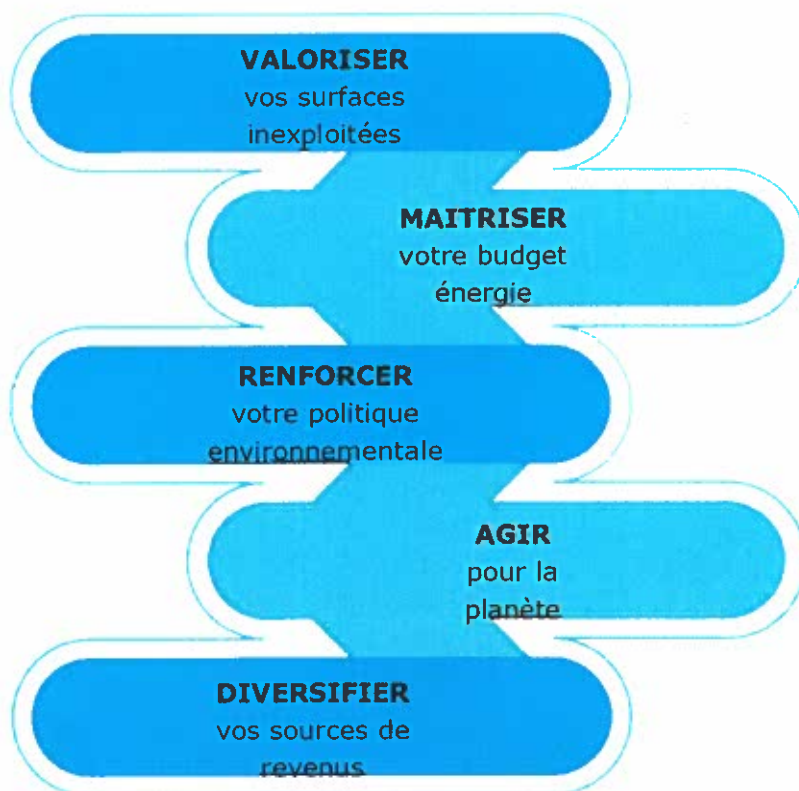 VALORISER
vos surfaces
inexploitées
MAITRISER
votre budget
énergie
RENFORCER
votre politique
environnementale
AGIR
pour la
planète
DIVERSIFIER
vos sources de
revenus